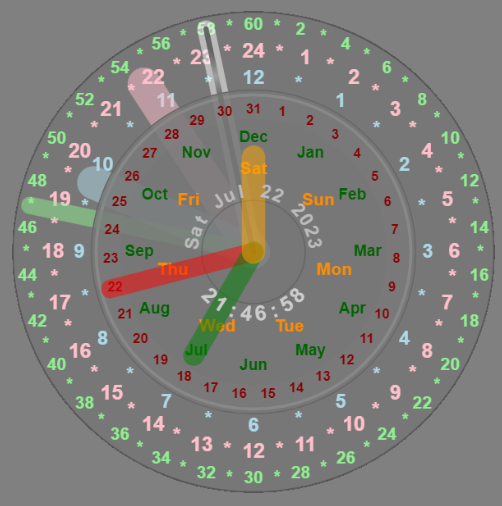 60 * 2 * 4 * 6 * 8 * 10 * 12 * 14 * 16 * 18 * 20 * 22 * 24 * 26 * 28 * 30 * 32 * 34 * 36 * 38 * 40 * 42 * 44 * 46 * 48 * 50 * 52 * 54 * 56 * 58 *
24 * 1 * 2 * 3 * 4 * 5 * 6 * 7 * 8 * 9 * 10 * 11 * 12 * 13 * 14 * 15 * 16 * 17 * 18 * 19 * 20 * 21 * 22 * 23 *
12 * 1 * 2 * 3 * 4 * 5 * 6 * 7 * 8 * 9 * 10 * 11 *
31 1 2 3 4 5 6 7 8 9 10 11 12 13 14 15 16 17 18 19 20 21 22 23 24 25 26 27 28 29 30
Dec Jan Feb Mar Apr May Jun Jul Aug Sep Oct Nov
Sat Sun Mon Tue Wed Thu Fri
Sat Jul 22 2023
21:46:58